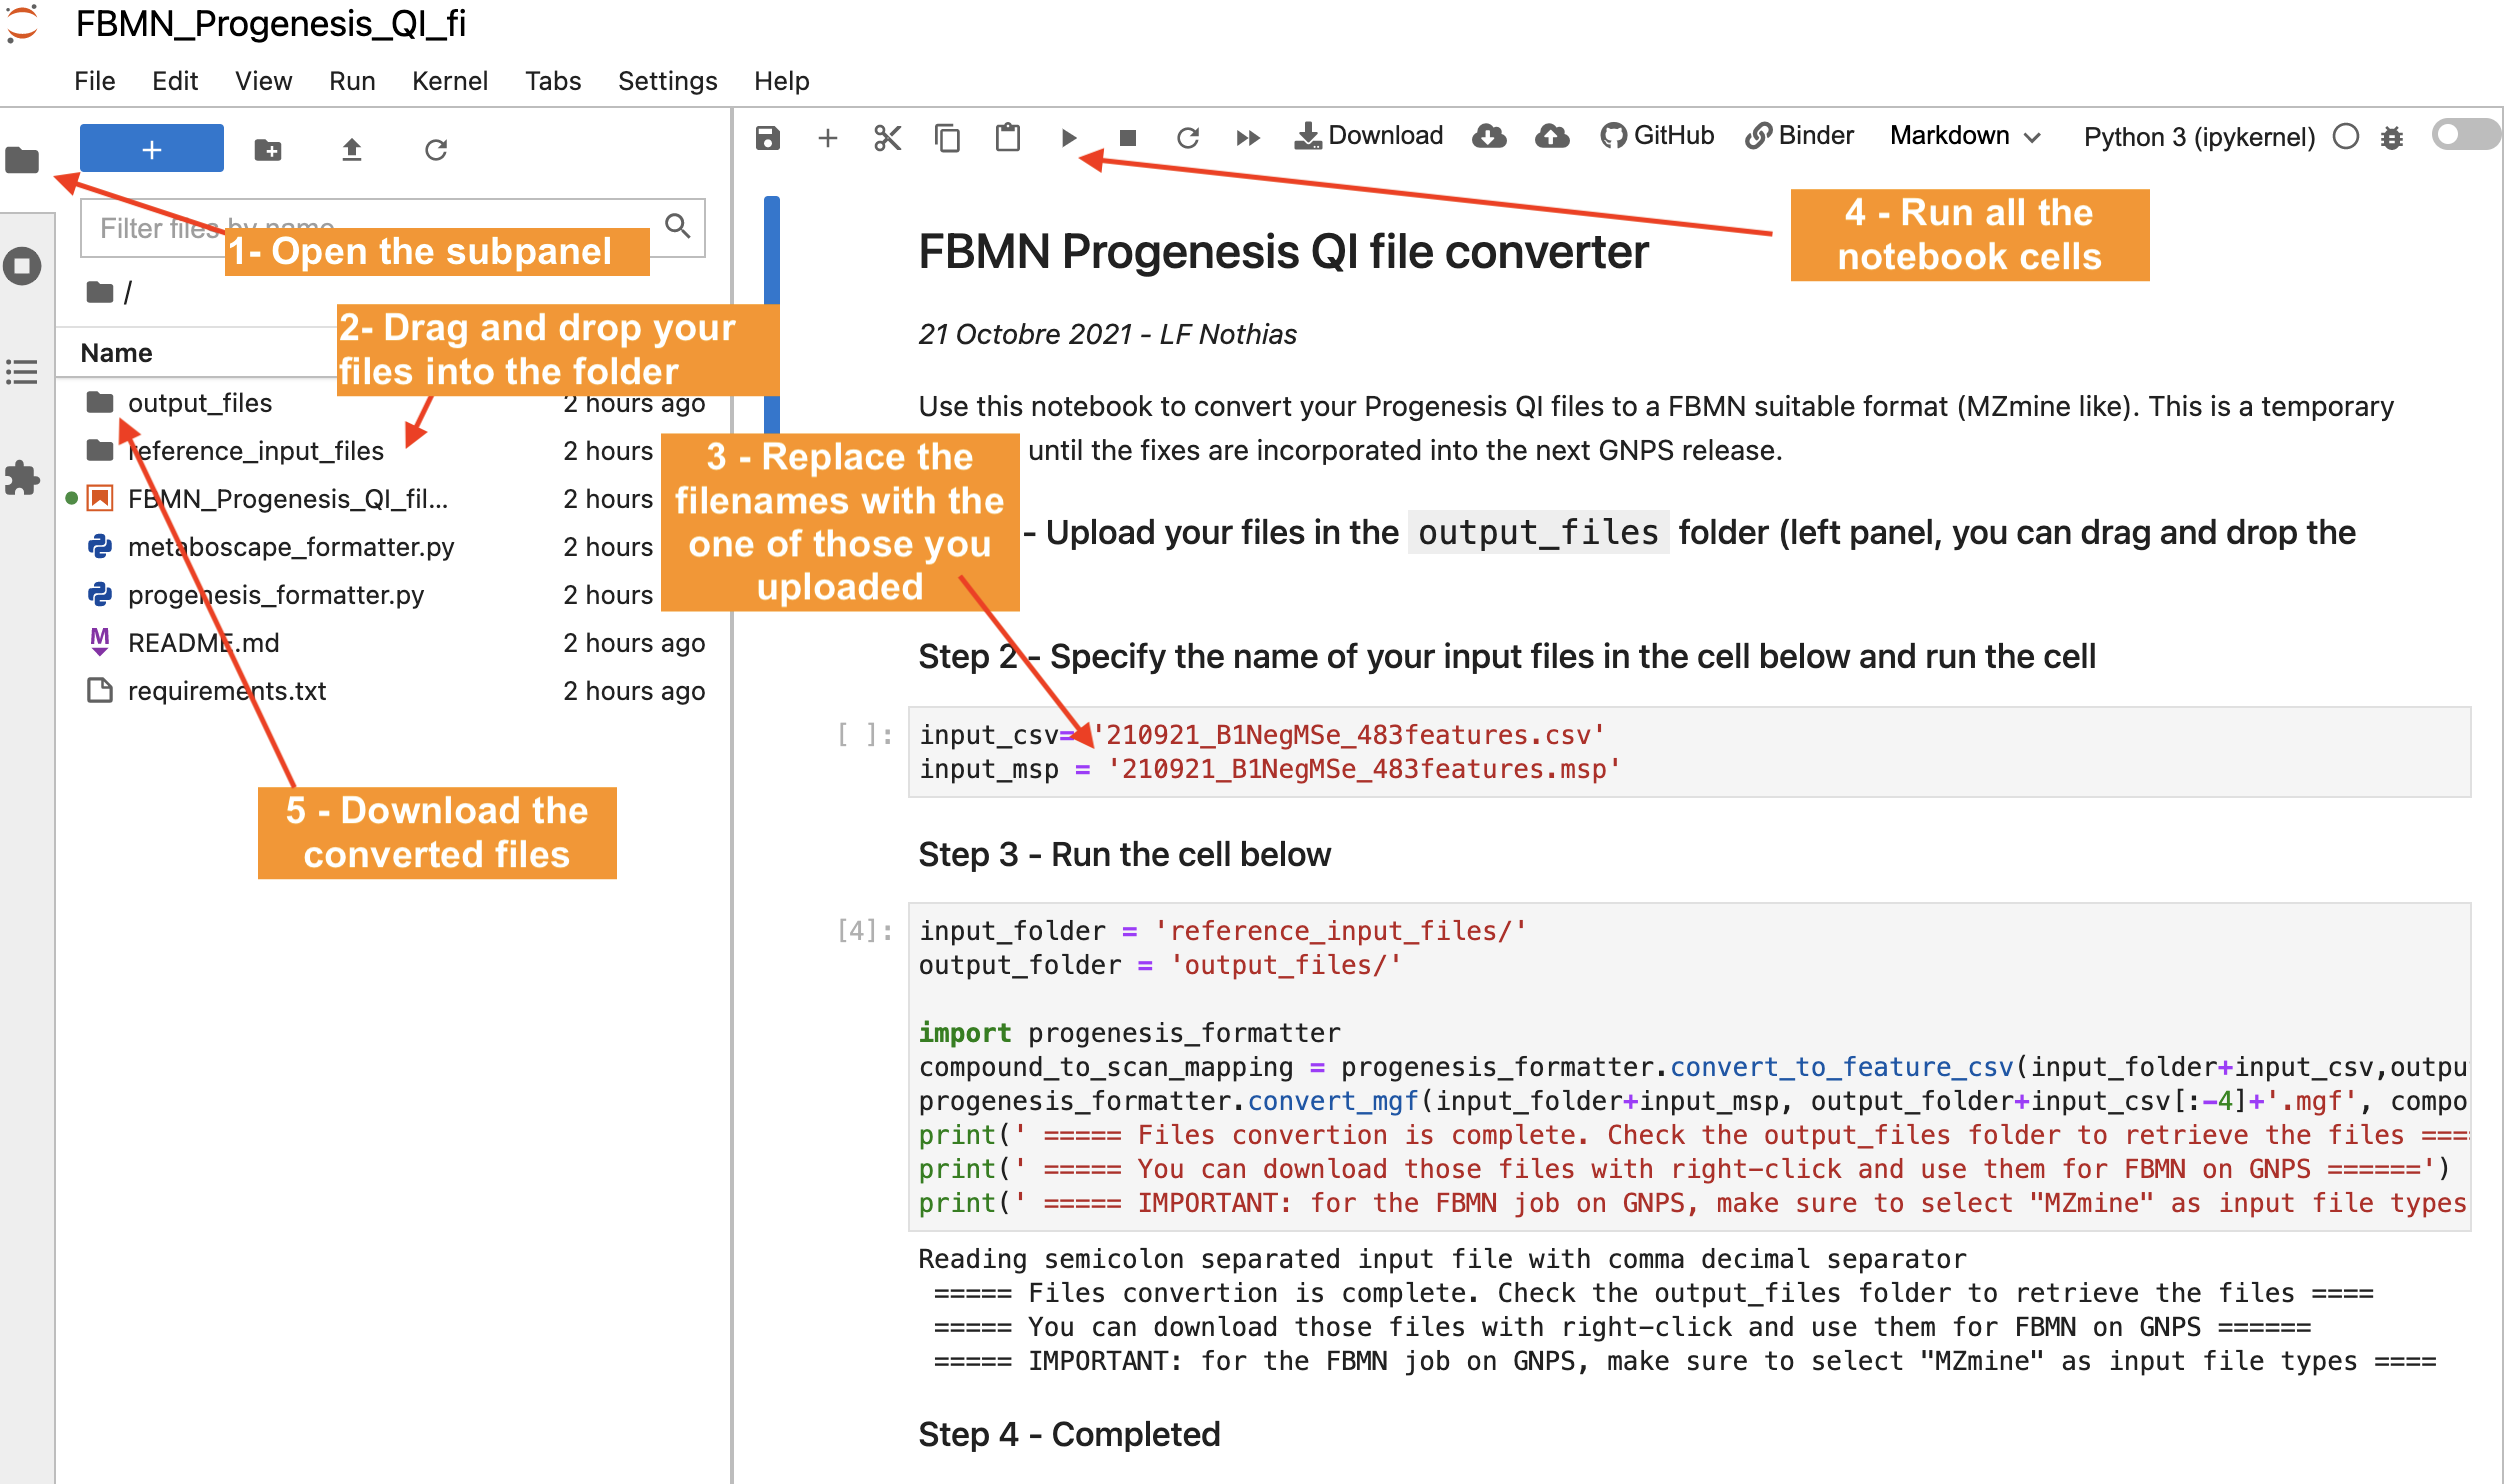 FBMN_Progenesis_QI_fi
File Edit View Run Kernel Tabs Settings Help
Download GitHub Binder Markdown Python 3 (ipykernel)
Filter files by name
1- Open the subpanel
/
2- Drag and drop your
files into the folder
Name
output_files 2 hours ago
reference_input_files 2 hours
FBMN_Progenesis_QI_fil... 2 hours
metaboscape_formatter.py 2 hours
progenesis_formatter.py 2 hours
README.md 2 hours ago
requirements.txt 2 hours ago
5 - Download the
converted files
4 - Run all the
notebook cells
FBMN Progenesis QI file converter
21 Octobre 2021 - LF Nothias
Use this notebook to convert your Progenesis QI files to a FBMN suitable format (MZmine like). This is a temporary
until the fixes are incorporated into the next GNPS release.
3 - Replace the
filenames with the
one of those you
uploaded
- Upload your files in the output_files folder (left panel, you can drag and drop the
Step 2 - Specify the name of your input files in the cell below and run the cell
[ ]: input_csv= '210921_B1NegMSe_483features.csv'
input_msp = '210921_B1NegMSe_483features.msp'
Step 3 - Run the cell below
[4]: input_folder = 'reference_input_files/'
output_folder = 'output_files/'
import progenesis_formatter
compound_to_scan_mapping = progenesis_formatter.convert_to_feature_csv(input_folder+input_csv,outpu
progenesis_formatter.convert_mgf(input_folder+input_msp, output_folder+input_csv[:-4]+'.mgf', compo
print(' ===== Files convertion is complete. Check the output_files folder to retrieve the files ====
print(' ===== You can download those files with right-click and use them for FBMN on GNPS ======')
print(' ===== IMPORTANT: for the FBMN job on GNPS, make sure to select "MZmine" as input file types
Reading semicolon separated input file with comma decimal separator
===== Files convertion is complete. Check the output_files folder to retrieve the files ====
===== You can download those files with right-click and use them for FBMN on GNPS ======
===== IMPORTANT: for the FBMN job on GNPS, make sure to select "MZmine" as input file types ====
Step 4 - Completed